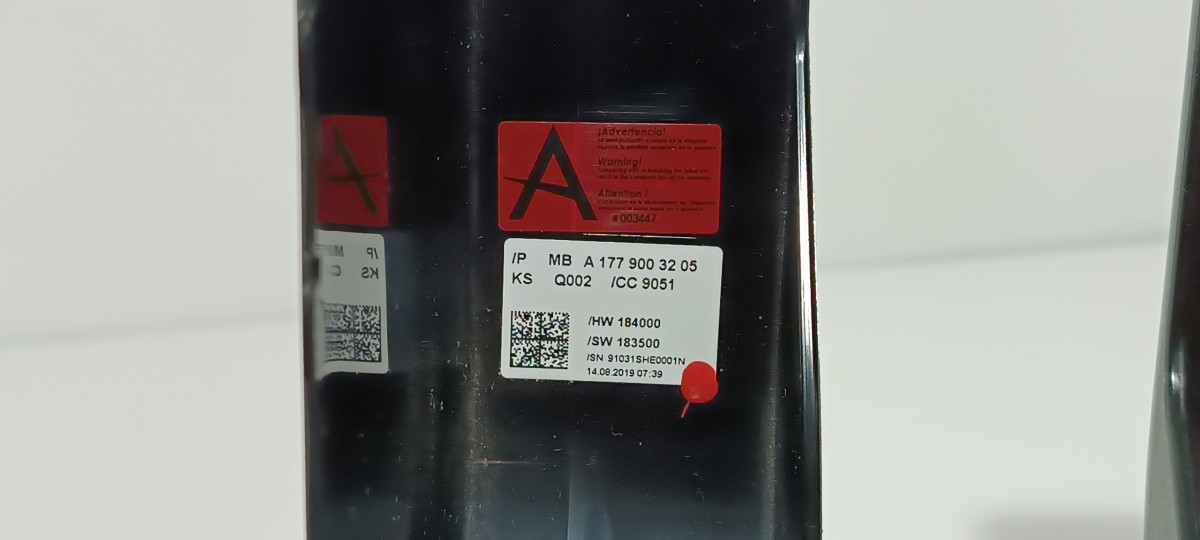 A
¡Advertencia!
Warning!
Attention !
#003447
/P MB A 177 900 32 05
KS Q002 /CC 9051
/HW 184000
/SW 183500
/SN 91031SHE0001N
14.08.2019 07:39